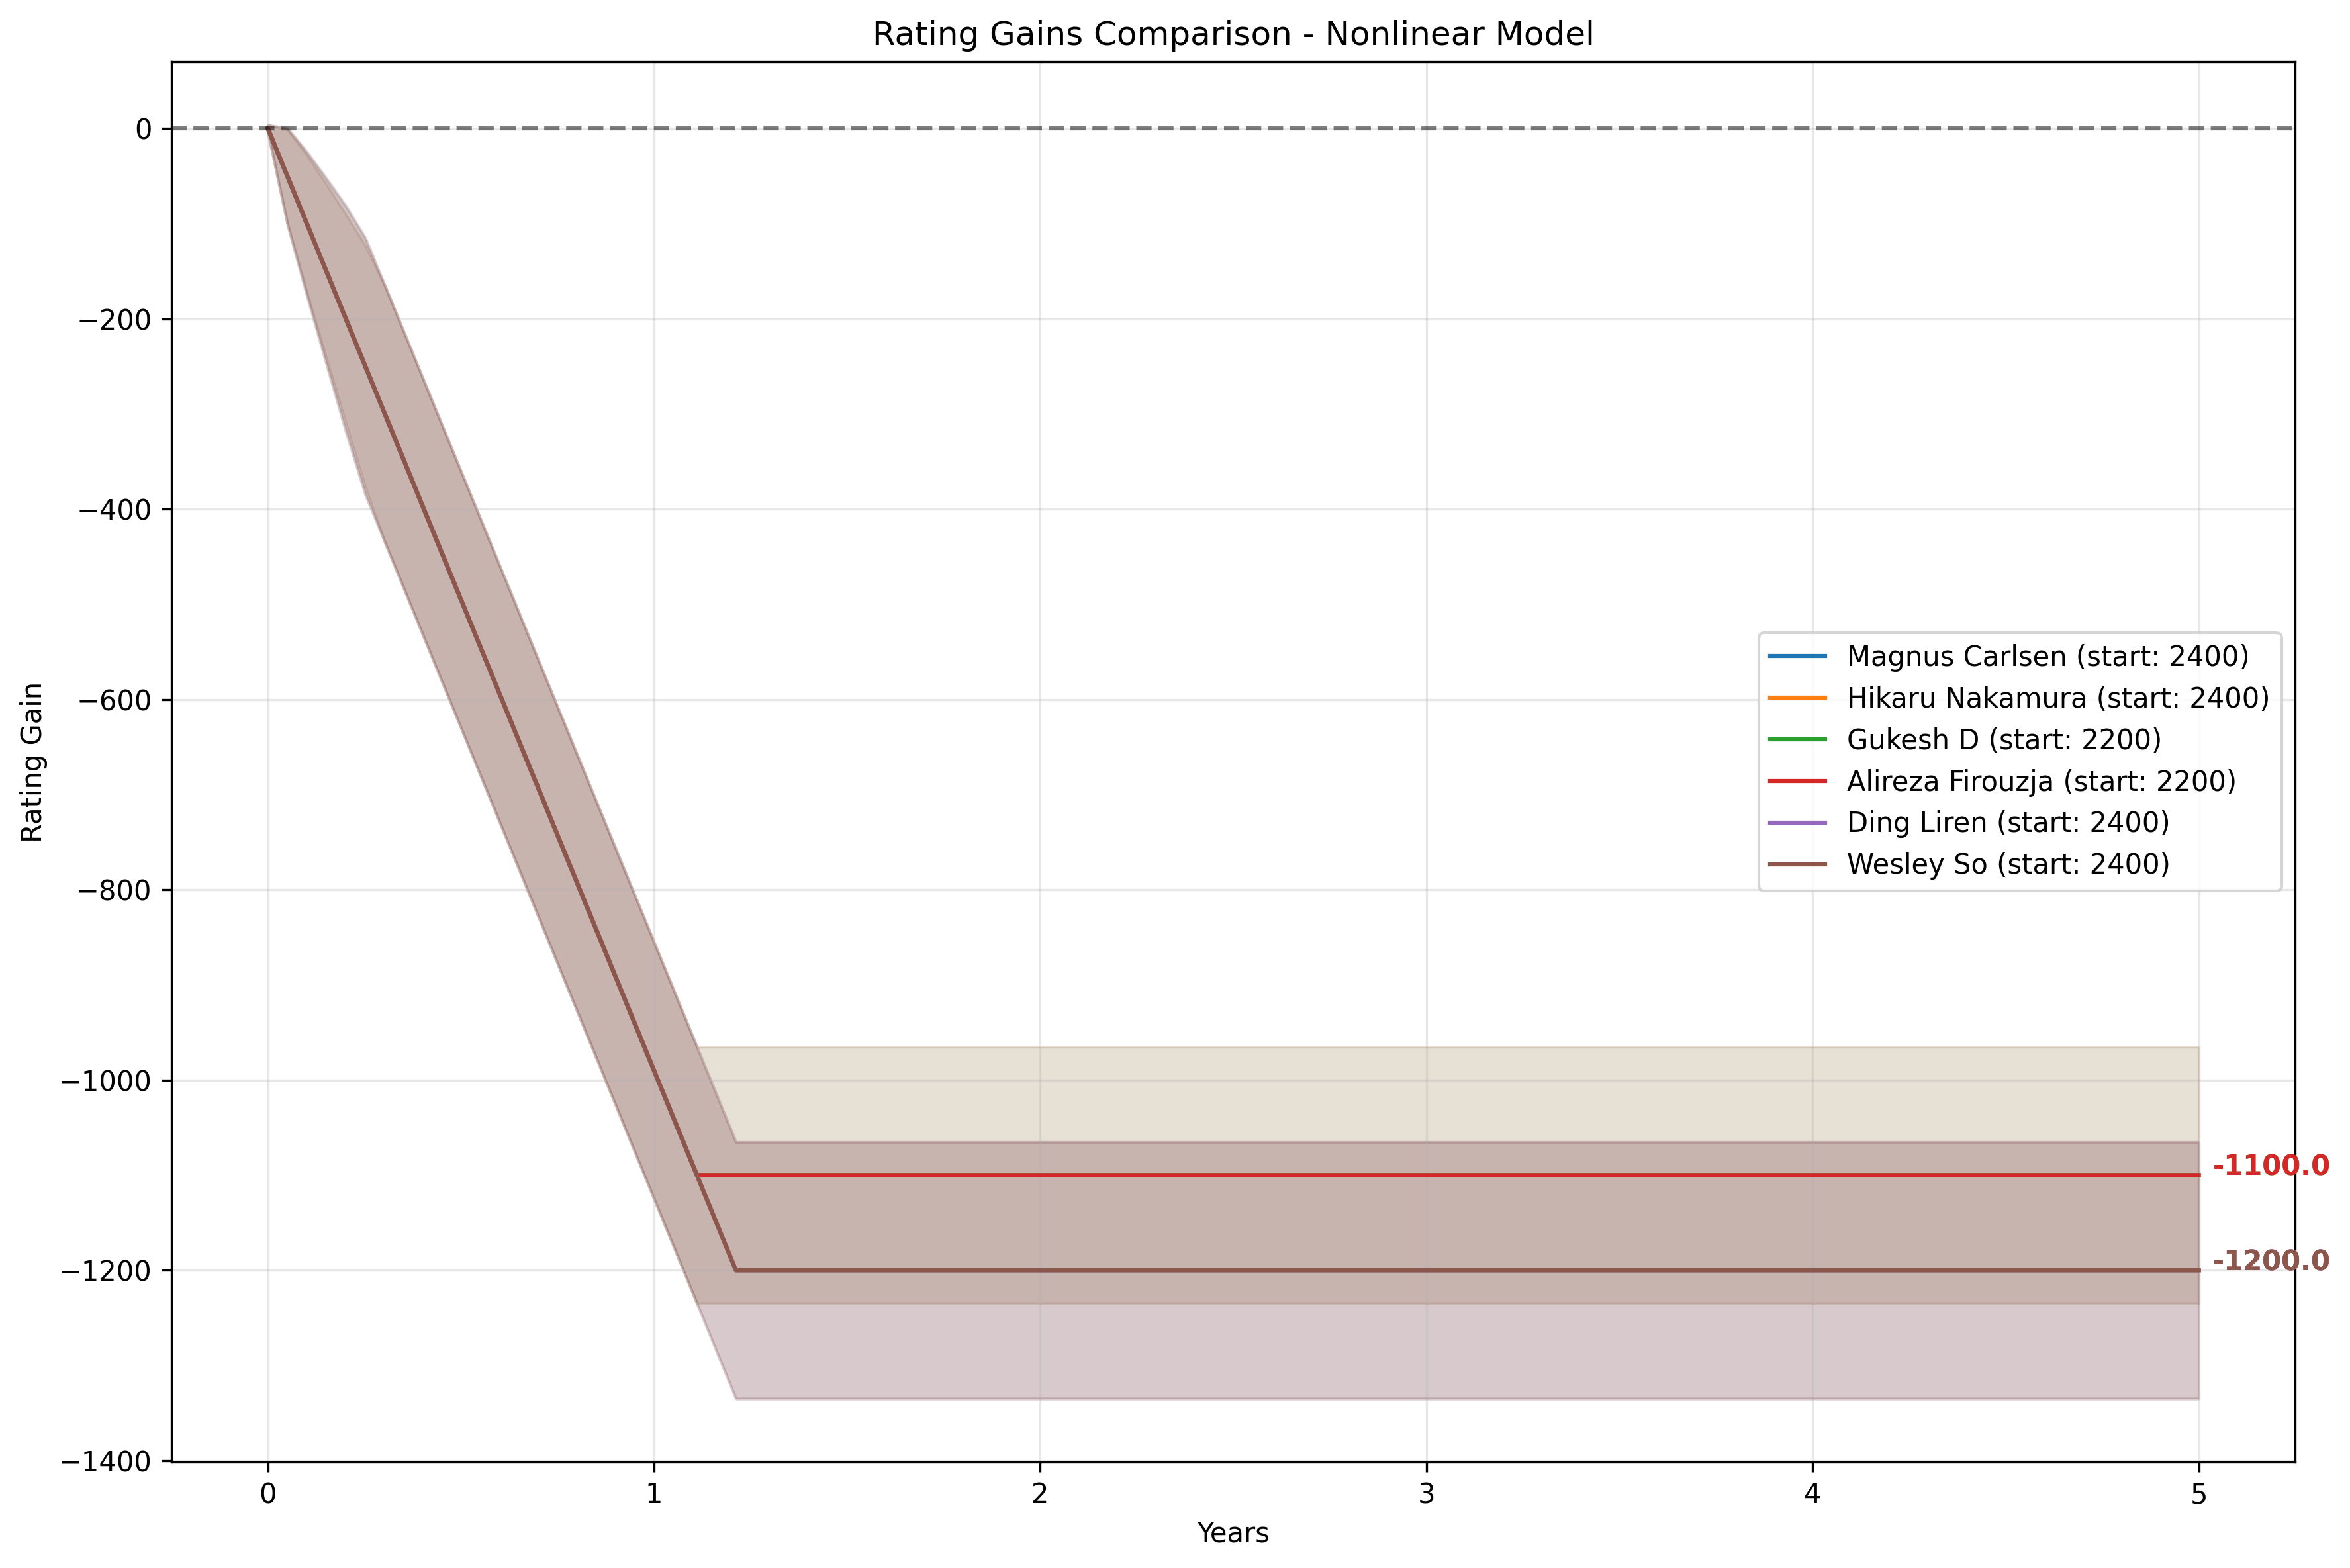 Rating Gains Comparison - Nonlinear Model
Rating Gain
0
−200
−400
−600
−800
−1000
−1200
−1400
Magnus Carlsen (start: 2400)
Hikaru Nakamura (start: 2400)
Gukesh D (start: 2200)
Alireza Firouzja (start: 2200)
Ding Liren (start: 2400)
Wesley So (start: 2400)
-1100.0
-1200.0
0 1 2 3 4 5
Years